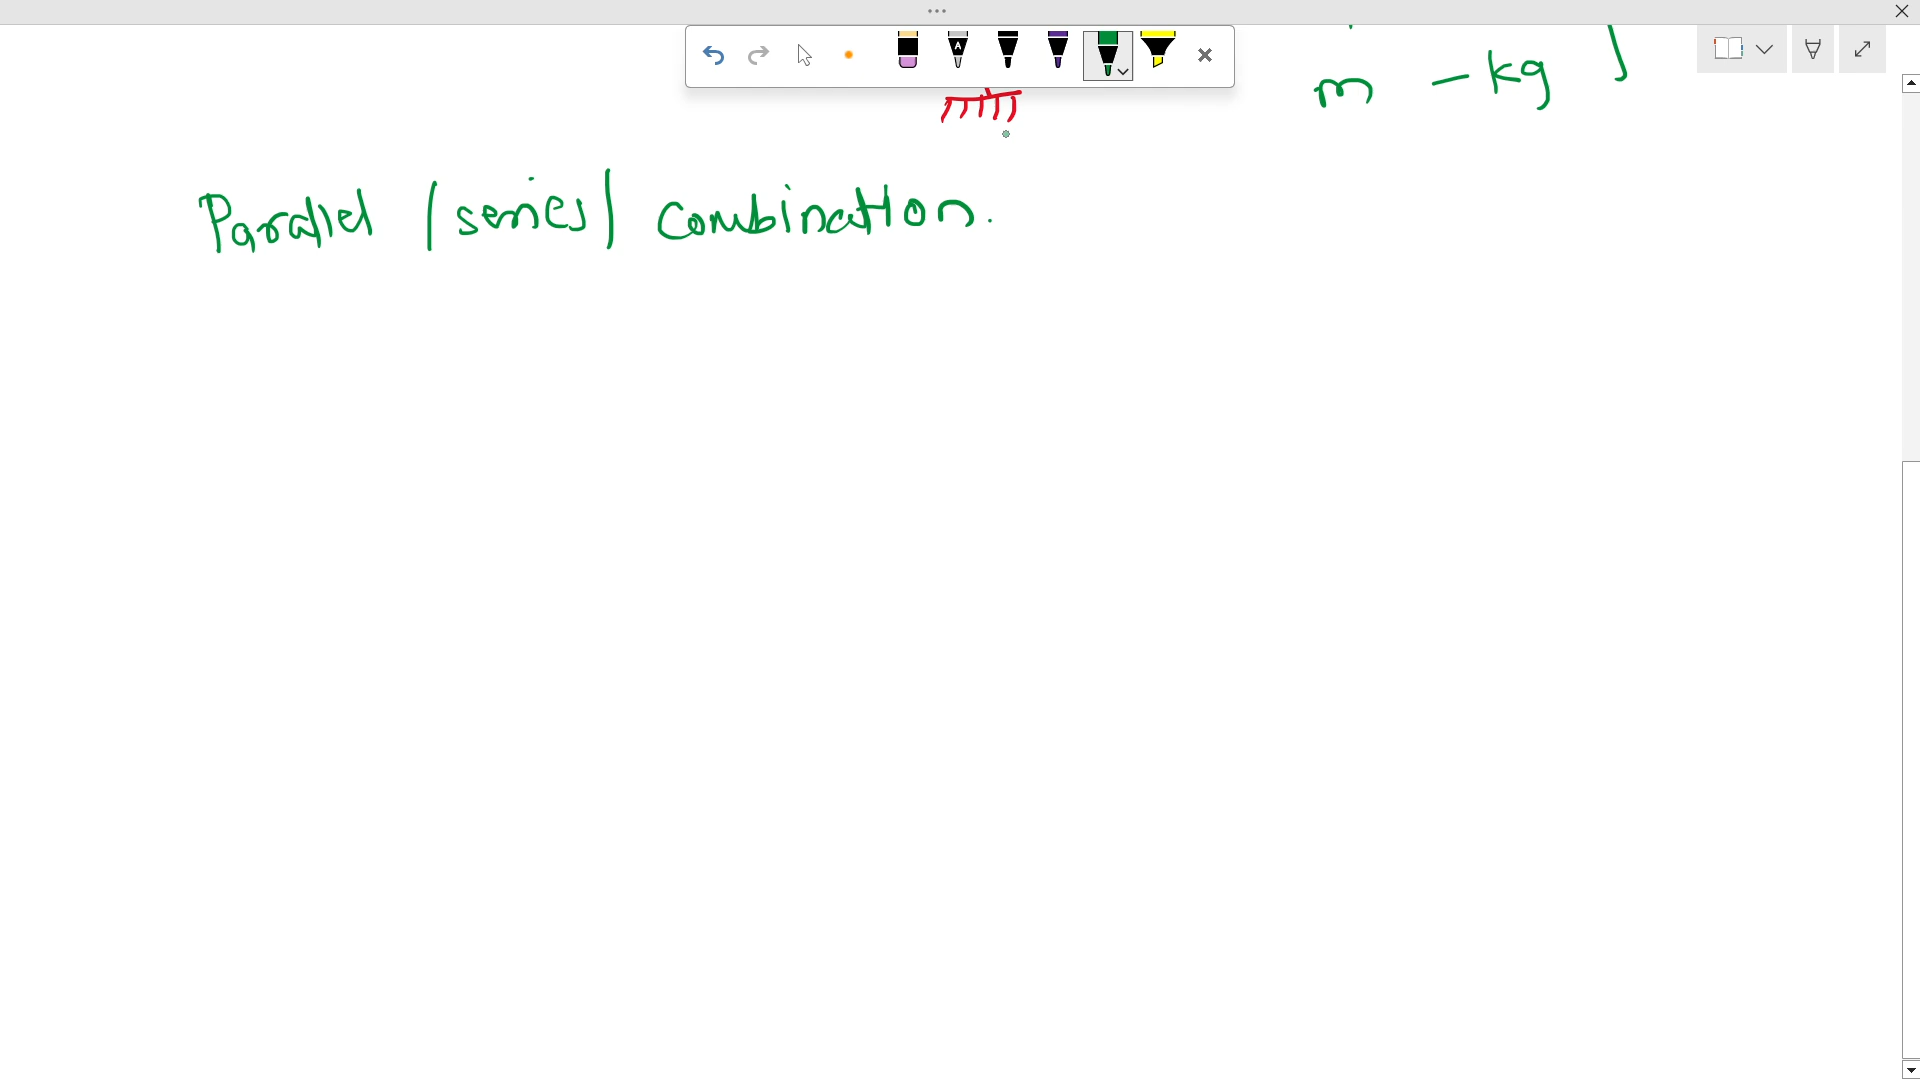 m - kg
Parallel (series) combination.